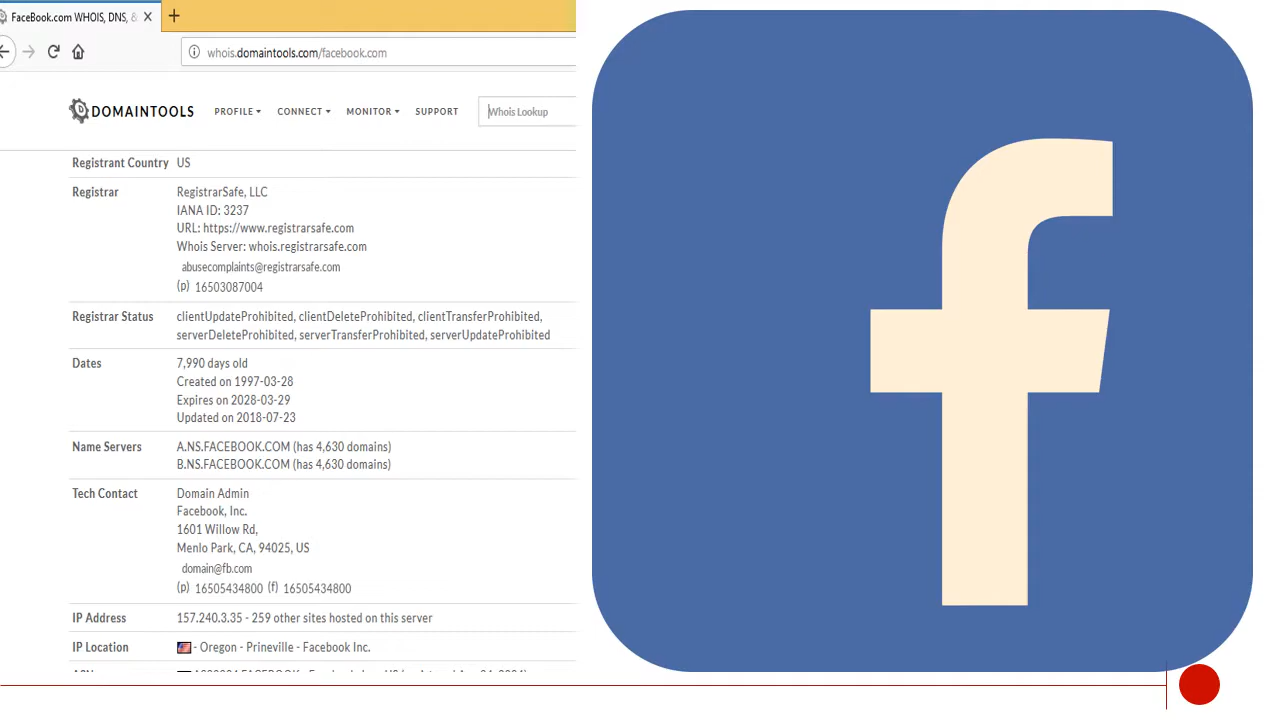 FaceBook.com WHOIS, DNS, &
whois.domaintools.com/facebook.com
DOMAINTOOLS PROFILE CONNECT MONITOR SUPPORT Whois Lookup
Registrant Country US
Registrar RegistrarSafe, LLC
IANA ID: 3237
URL: https://www.registrarsafe.com
Whois Server: whois.registrarsafe.com
abusecomplaints@registrarsafe.com
(p) 16503087004
Registrar Status clientUpdateProhibited, clientDeleteProhibited, clientTransferProhibited,
serverDeleteProhibited, serverTransferProhibited, serverUpdateProhibited
Dates 7,990 days old
Created on 1997-03-28
Expires on 2028-03-29
Updated on 2018-07-23
Name Servers A.NS.FACEBOOK.COM (has 4,630 domains)
B.NS.FACEBOOK.COM (has 4,630 domains)
Tech Contact Domain Admin
Facebook, Inc.
1601 Willow Rd,
Menlo Park, CA, 94025, US
domain@fb.com
(p) 16505434800 (f) 16505434800
IP Address 157.240.3.35 - 259 other sites hosted on this server
IP Location - Oregon - Prineville - Facebook Inc.
f